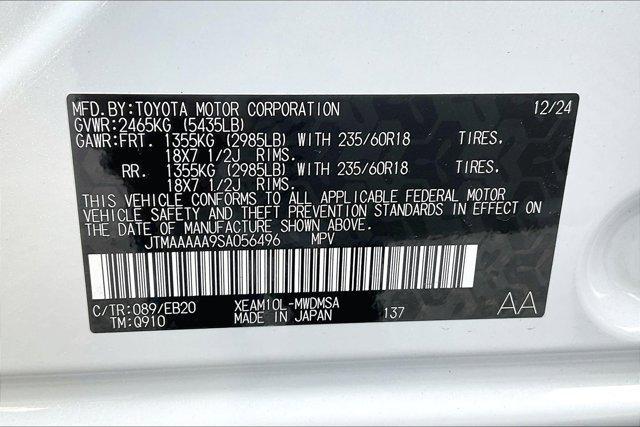 MFD.BY:TOYOTA MOTOR CORPORATION 12/24
GVWR:2465KG (5435LB)
GAWR:FRT. 1355KG (2985LB) WITH 235/60R18 TIRES.
18X7 1/2J RIMS.
RR. 1355KG (2985LB) WITH 235/60R18 TIRES.
18X7 1/2J RIMS.
THIS VEHICLE CONFORMS TO ALL APPLICABLE FEDERAL MOTOR
VEHICLE SAFETY AND THEFT PREVENTION STANDARDS IN EFFECT ON
THE DATE OF MANUFACTURE SHOWN ABOVE.
JTMAAAAA9SA056496 MPV
C/TR:089/EB20 XEAM10L-MWDMSA AA
TM:Q910 MADE IN JAPAN 137